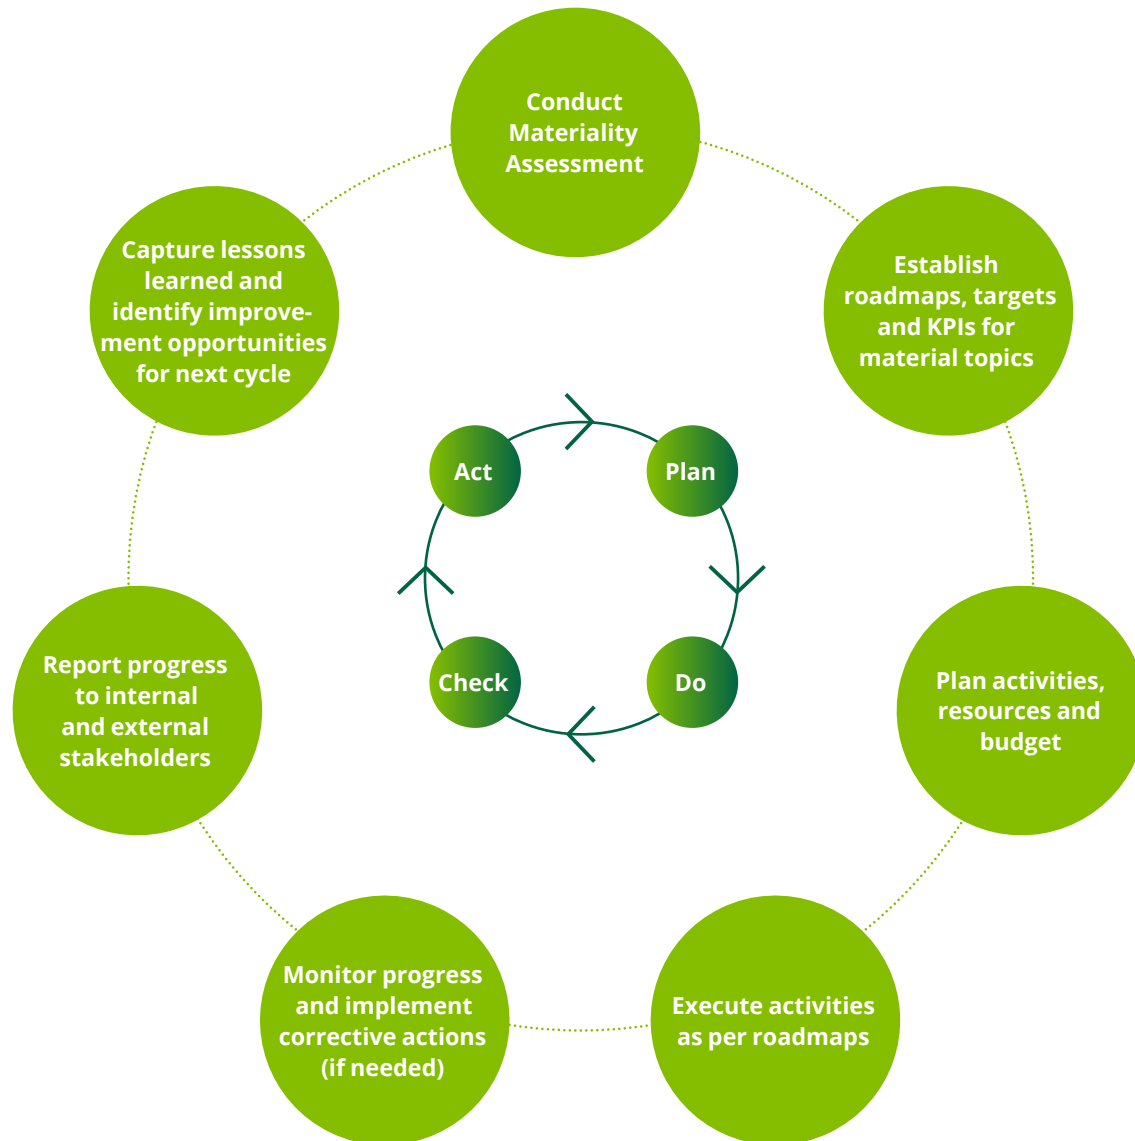 Conduct
Materiality
Assessment
Establish
roadmaps, targets
and KPIs for
material topics
Plan activities,
resources and
budget
Execute activities
as per roadmaps
Monitor progress
and implement
corrective actions
(if needed)
Report progress
to internal
and external
stakeholders
Capture lessons
learned and
identify improve-
ment opportunities
for next cycle
Plan
Do
Check
Act